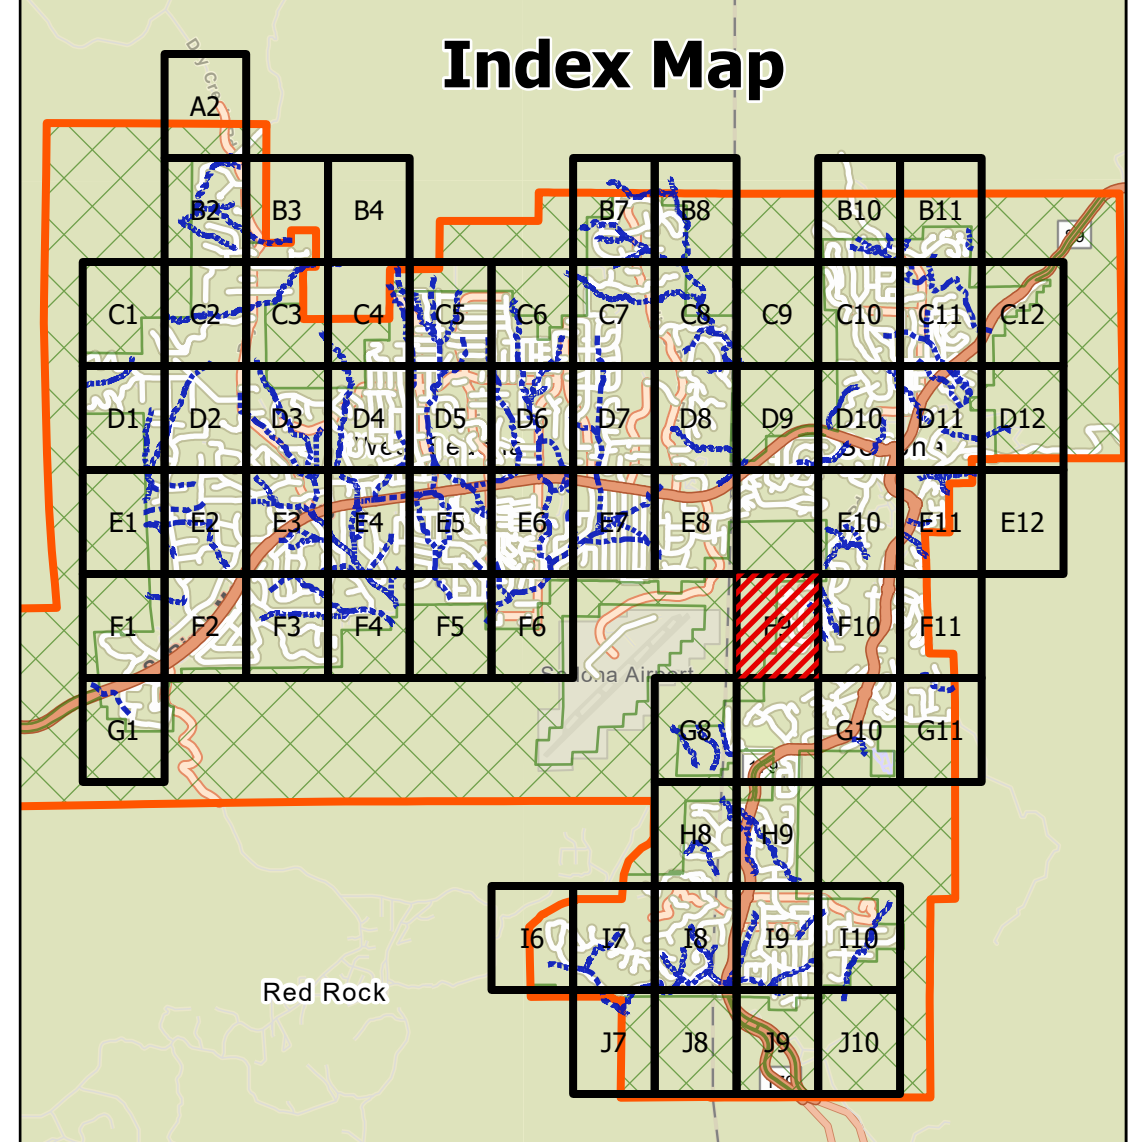 Index Map
A2
B2 B3 B4 B7 B8 B10 B11
C1 C2 C3 C4 C5 C6 C7 C8 C9 C10 C11 C12
D1 D2 D3 D4 D5 D6 D7 D8 D9 D10 D11 D12
E1 E2 E3 E4 E5 E6 E7 E8 E10 E11 E12
F1 F2 F3 F4 F5 F6 F9 F10 F11
Sedona Airport
G1 G8 G10 G11
H8 H9
I6 I7 I8 I9 I10
Red Rock
J7 J8 J9 J10